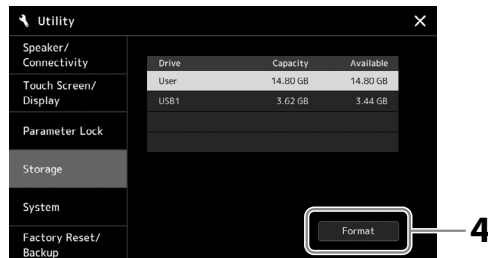 Utility
Speaker/
Connectivity
Touch Screen/
Display
Parameter Lock
Storage
System
Factory Reset/
Backup
Drive Capacity Available
User 14.80 GB 14.80 GB
USB1 3.62 GB 3.44 GB
Format
4